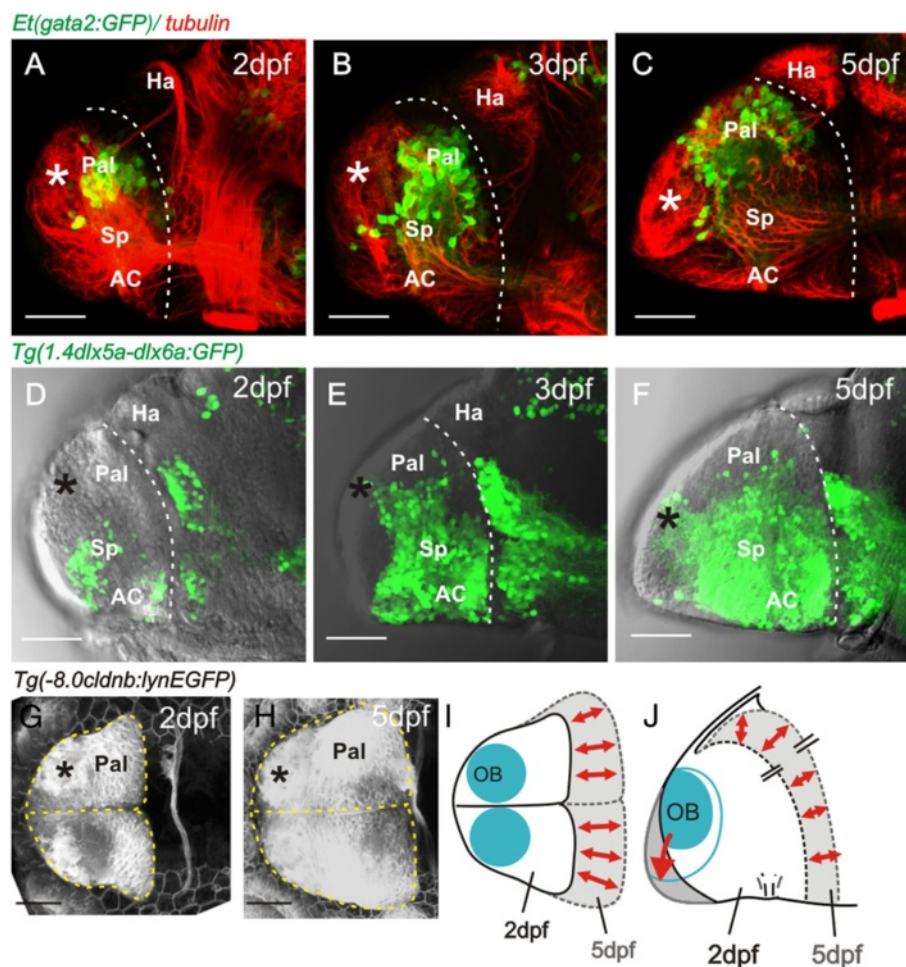 Et(gata2:GFP)/ tubulin
A 2dpf Ha Pal * Sp AC
B 3dpf Ha Pal * Sp AC
C 5dpf Ha Pal * Sp AC
Tg(1.4dlx5a-dlx6a:GFP)
D 2dpf Ha Pal * Sp AC
E 3dpf Ha Pal * Sp AC
F 5dpf Pal * Sp AC
Tg(-8.0cldnb:lynEGFP)
G 2dpf * Pal
H 5dpf * Pal
I OB 2dpf 5dpf
J OB 2dpf 5dpf